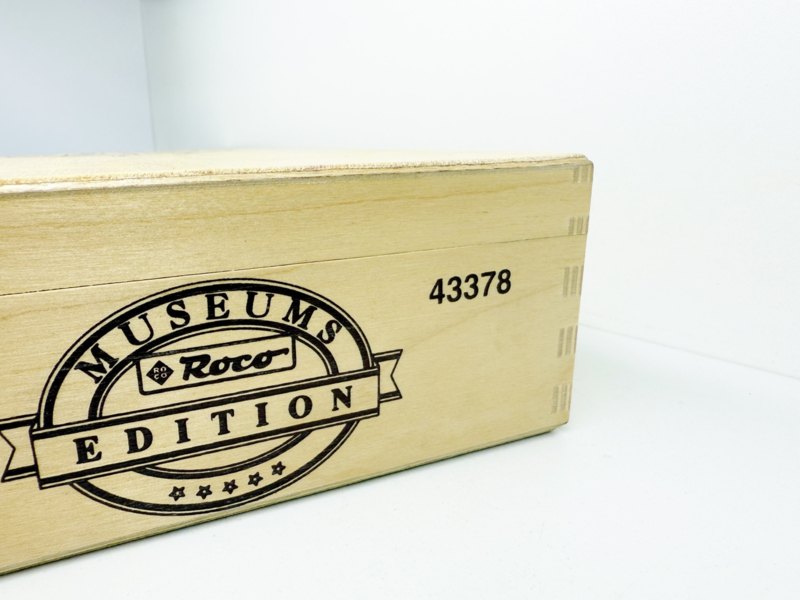 MUSEUMS
ROCO Roco
EDITION
43378